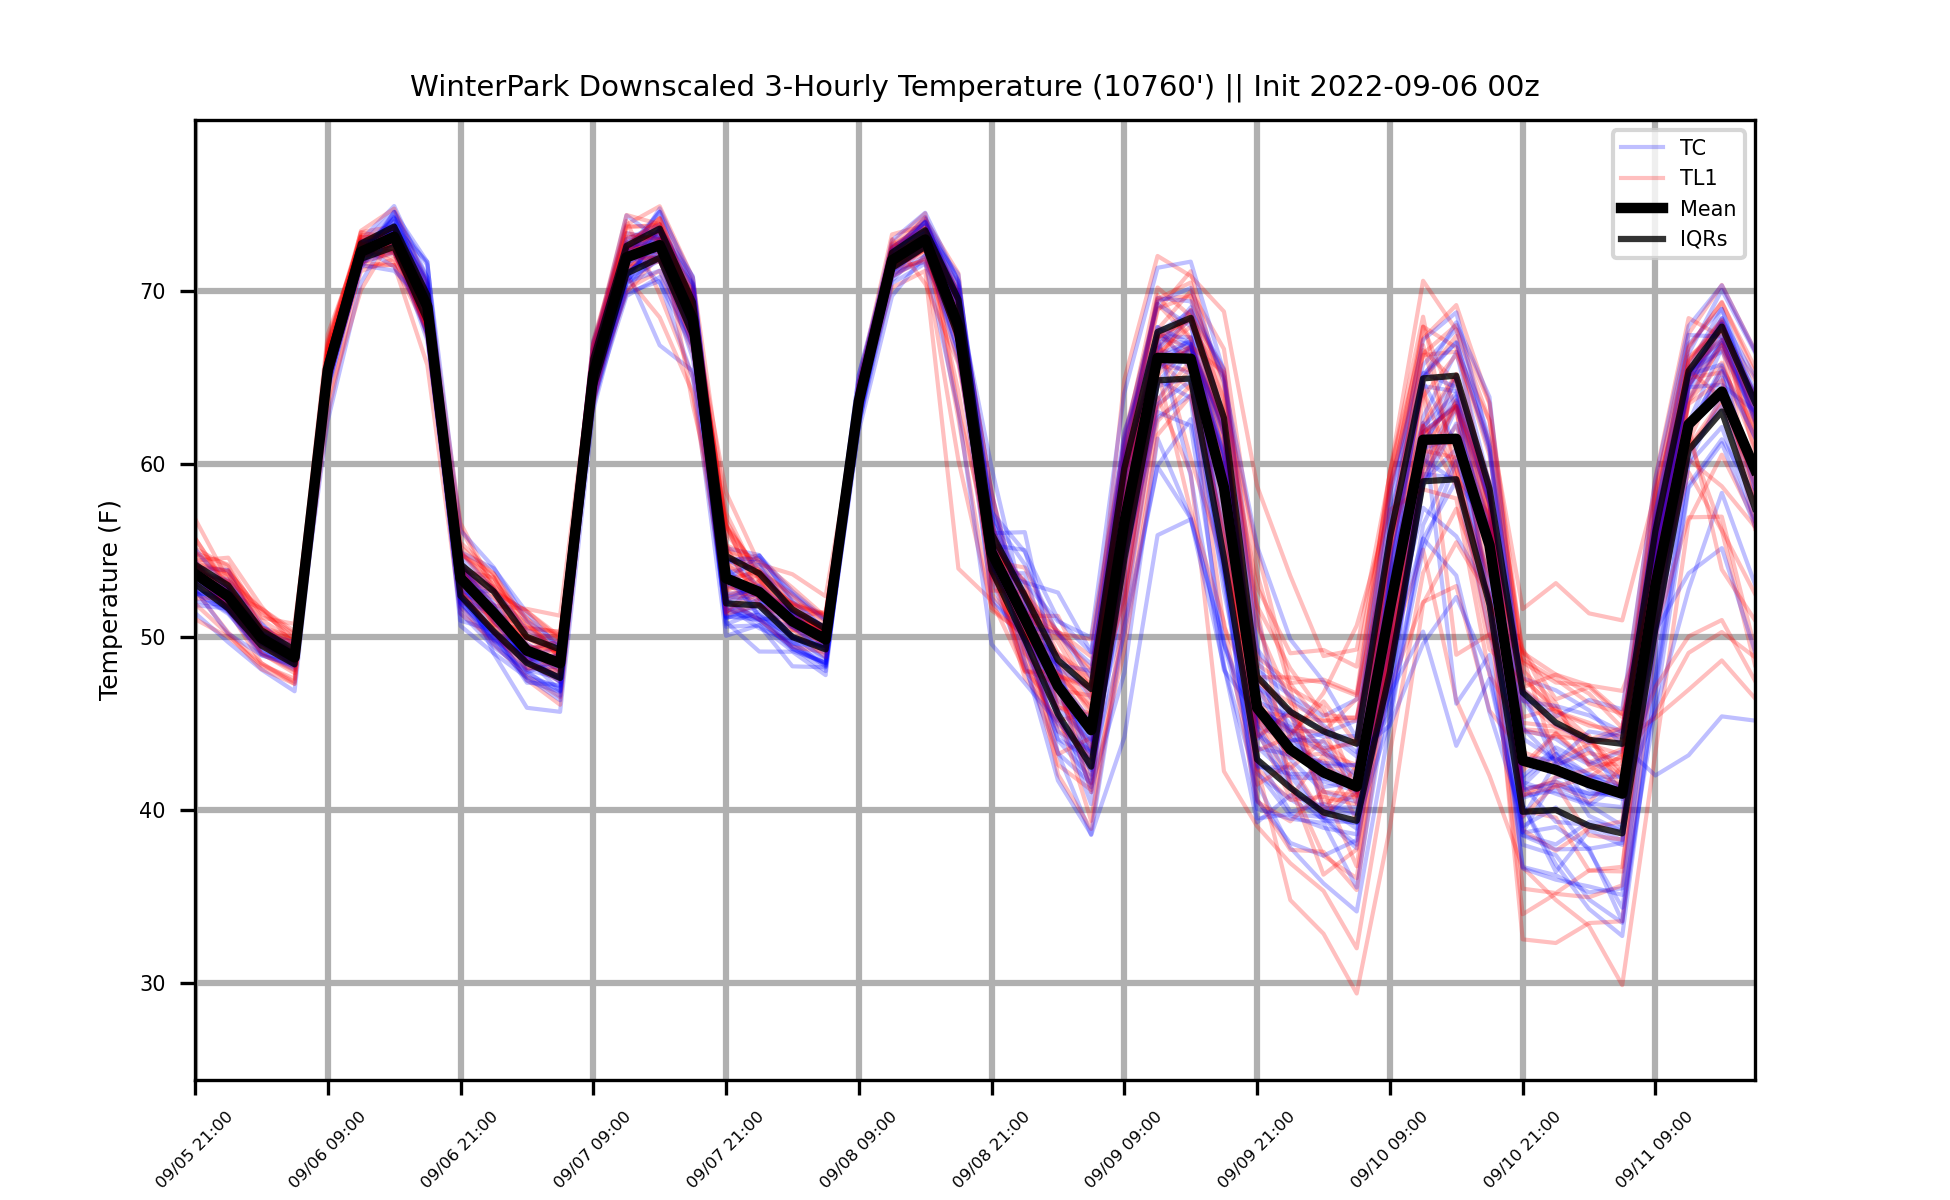 WinterPark Downscaled 3-Hourly Temperature (10760') || Init 2022-09-06 00z
TC
TL1
Mean
IQRs
Temperature (F)
70
60
50
40
30
09/05 21:00
09/06 09:00
09/06 21:00
09/07 09:00
09/07 21:00
09/08 09:00
09/08 21:00
09/09 09:00
09/09 21:00
09/10 09:00
09/10 21:00
09/11 09:00